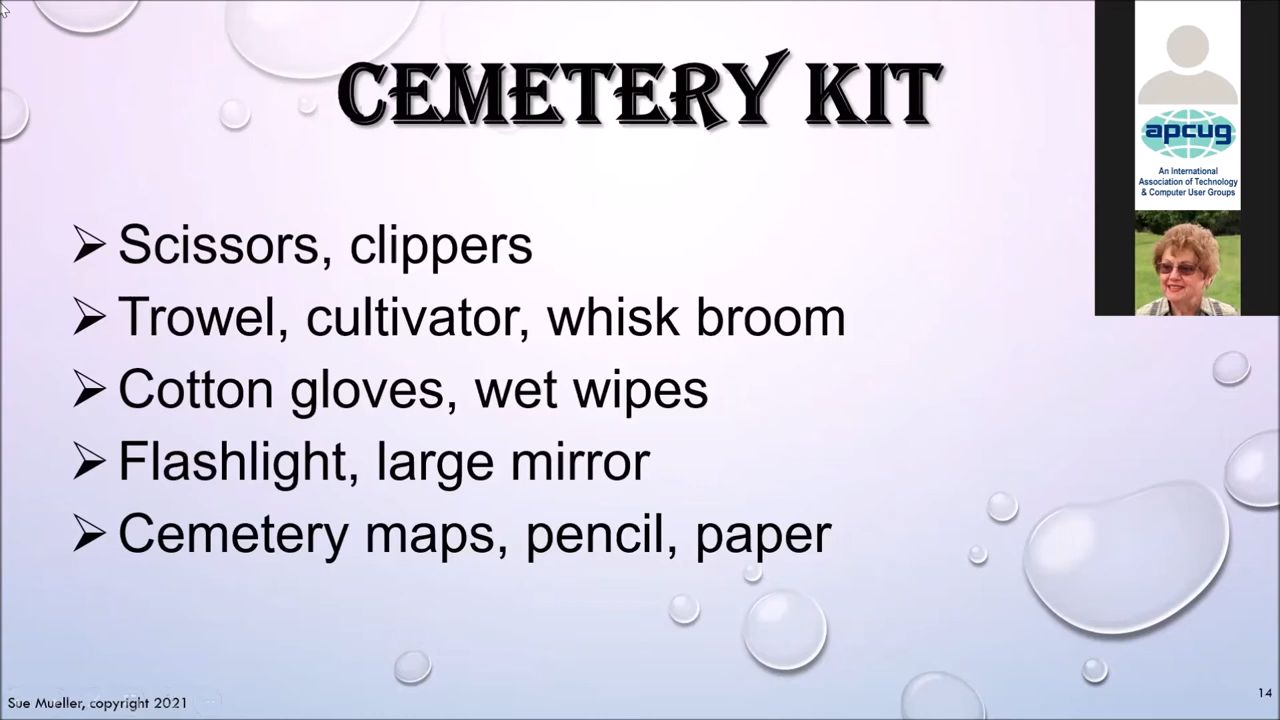 CEMETERY KIT
Scissors, clippers
Trowel, cultivator, whisk broom
Cotton gloves, wet wipes
Flashlight, large mirror
Cemetery maps, pencil, paper
apcug
An International
Association of Technology
& Computer User Groups
Sue Mueller, copyright 2021
14